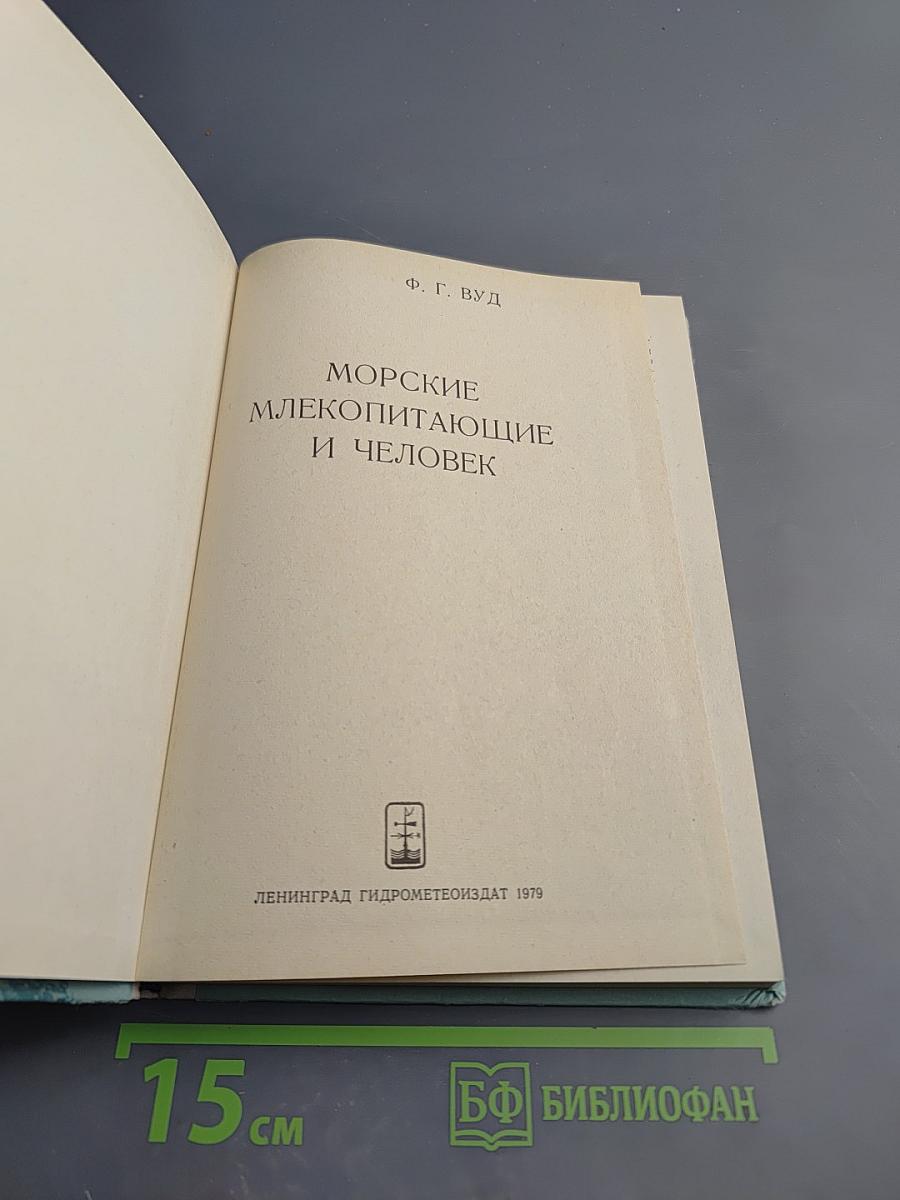 Ф. Г. ВУД
МОРСКИЕ
МЛЕКОПИТАЮЩИЕ
И ЧЕЛОВЕК
ЛЕНИНГРАД ГИДРОМЕТЕОИЗДАТ 1979
15 см
БФ БИБЛИОФАН